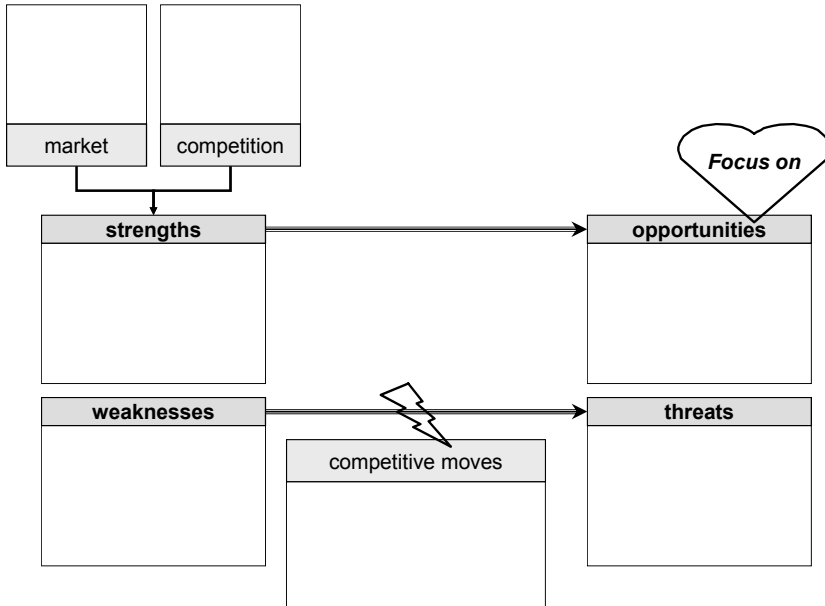 market
competition
Focus on
strengths
opportunities
weaknesses
threats
competitive moves